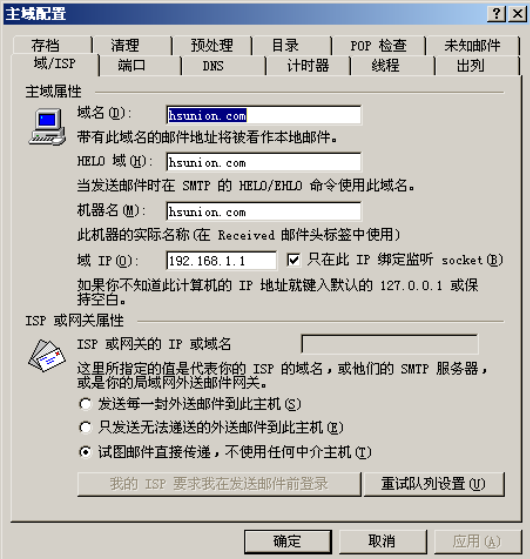 主域配置
存档 清理 预处理 目录 POP 检查 未知邮件
域/ISP 端口 DNS 计时器 线程 出列
主域属性
域名(D): hsunion.com
带有此域名的邮件地址将被看作本地邮件。
HELO 域(H): hsunion.com
当发送邮件时在 SMTP 的 HELO/EHLO 命令使用此域名。
机器名(M): hsunion.com
此机器的实际名称(在 Received 邮件头标签中使用)
域 IP(O): 192.168.1.1 只在此 IP 绑定监听 socket(B)
如果你不知道此计算机的 IP 地址就键入默认的 127.0.0.1 或保
持空白。
ISP 或网关属性
ISP 或网关的 IP 或域名
这里所指定的值是代表你的 ISP 的域名，或他们的 SMTP 服务器，
或是你的局域网外送邮件网关。
发送每一封外送邮件到此主机(S)
只发送无法递送的外送邮件到此主机(E)
试图邮件直接传递，不使用任何中介主机(T)
我的 ISP 要求我在发送邮件前登录 重试队列设置(U)
确定 取消 应用(A)